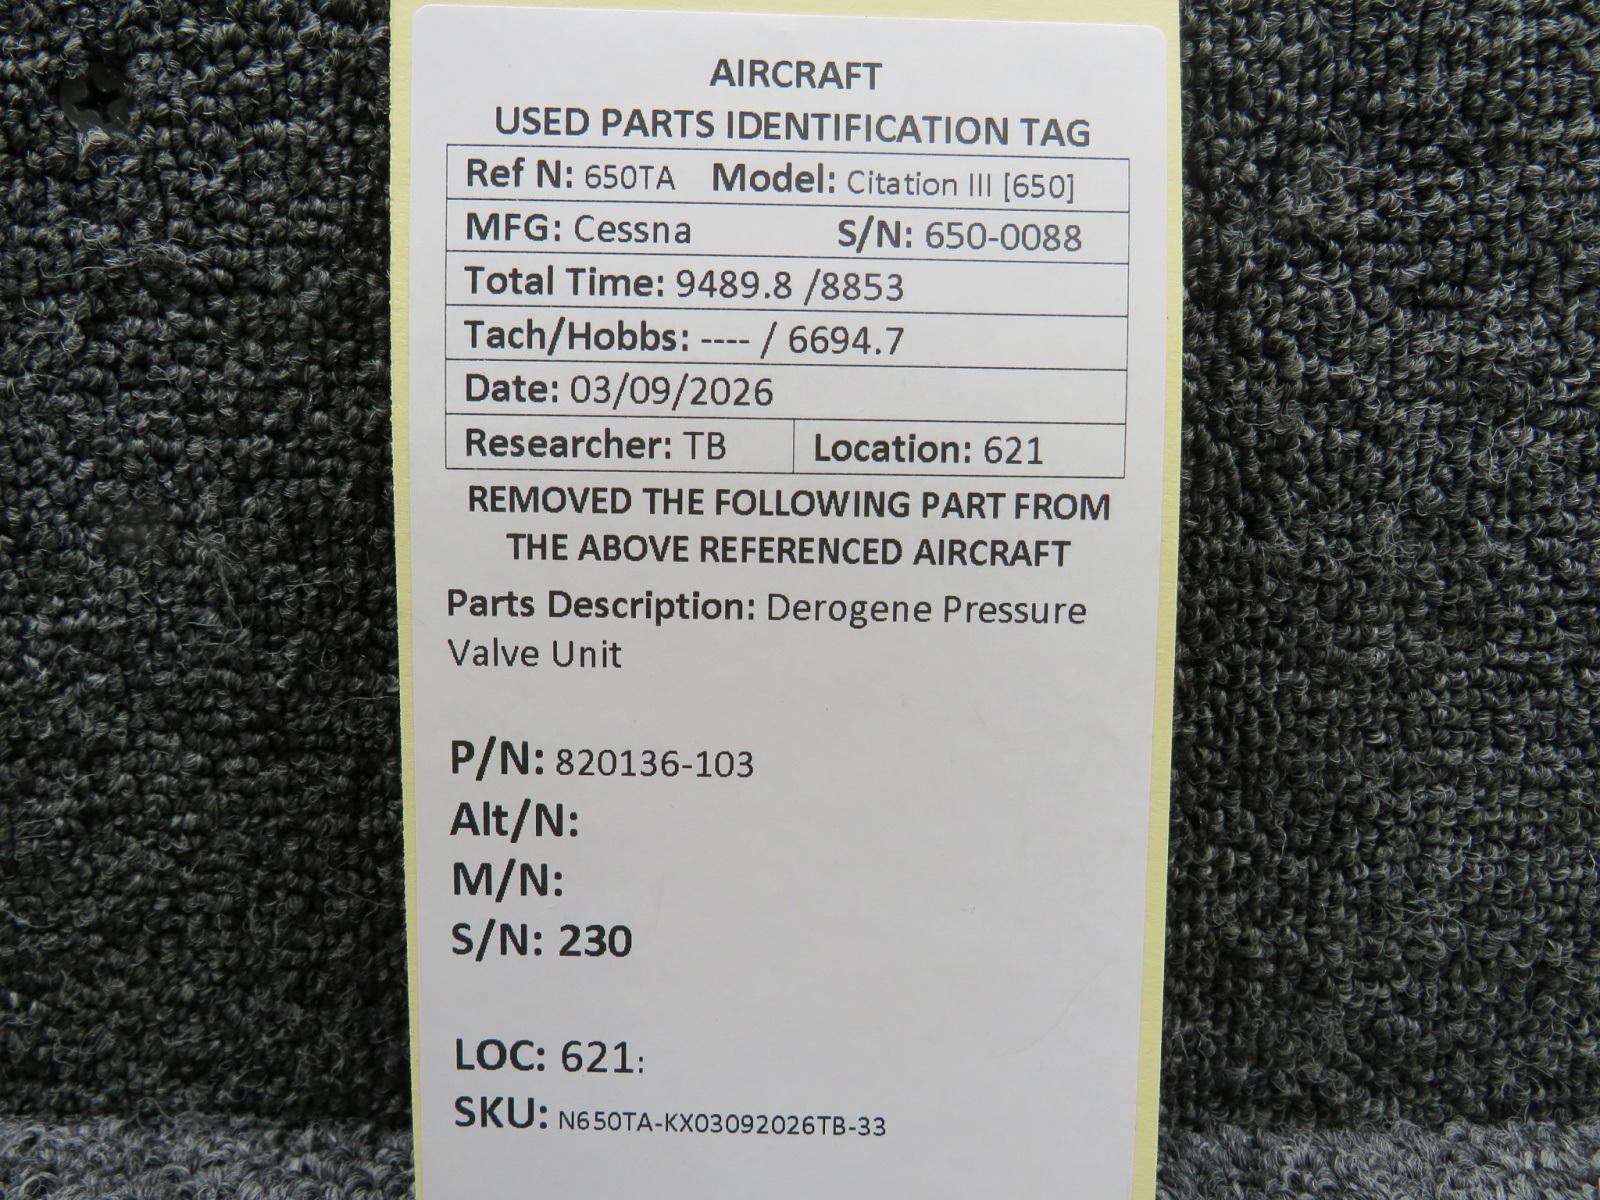 AIRCRAFT
USED PARTS IDENTIFICATION TAG
Ref N: 650TA Model: Citation III [650]
MFG: Cessna S/N: 650-0088
Total Time: 9489.8 /8853
Tach/Hobbs: ---- / 6694.7
Date: 03/09/2026
Researcher: TB Location: 621
REMOVED THE FOLLOWING PART FROM
THE ABOVE REFERENCED AIRCRAFT
Parts Description: Derogene Pressure
Valve Unit
P/N: 820136-103
Alt/N:
M/N:
S/N: 230
LOC: 621:
SKU: N650TA-KX03092026TB-33